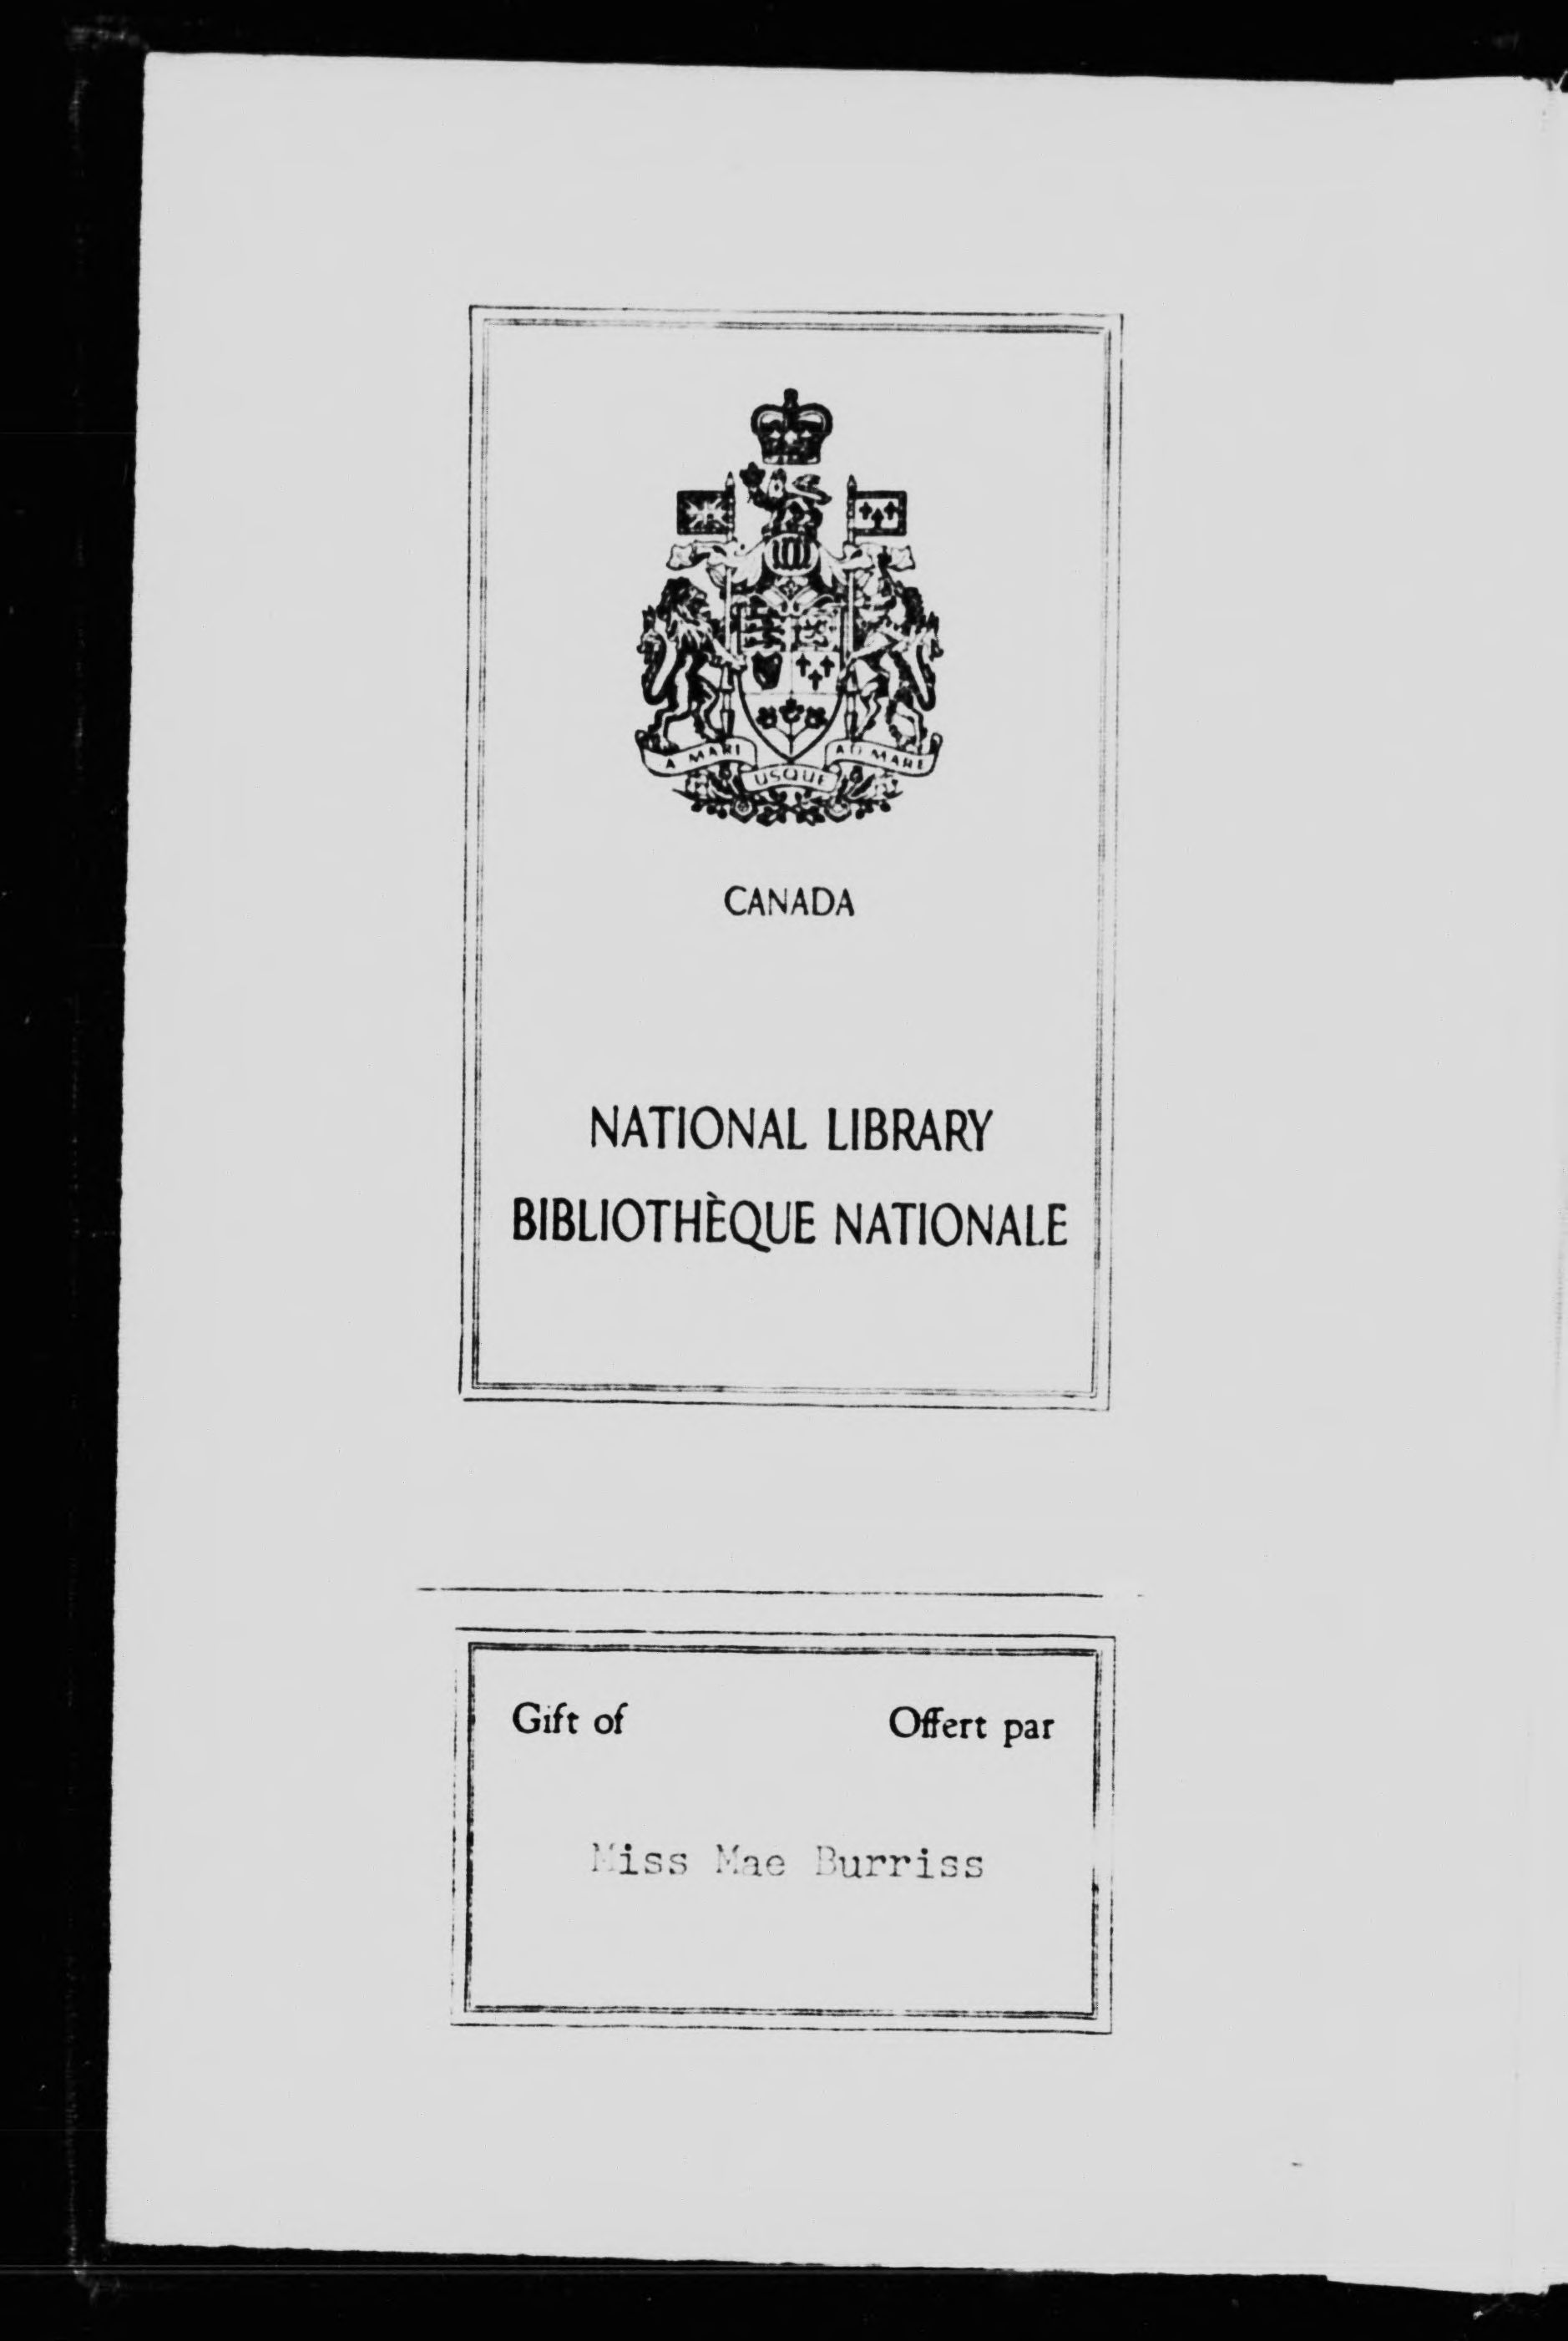 A MARI USQUE AD MARE
CANADA
NATIONAL LIBRARY
BIBLIOTHÈQUE NATIONALE
Gift of Offert par
Miss Mae Burriss